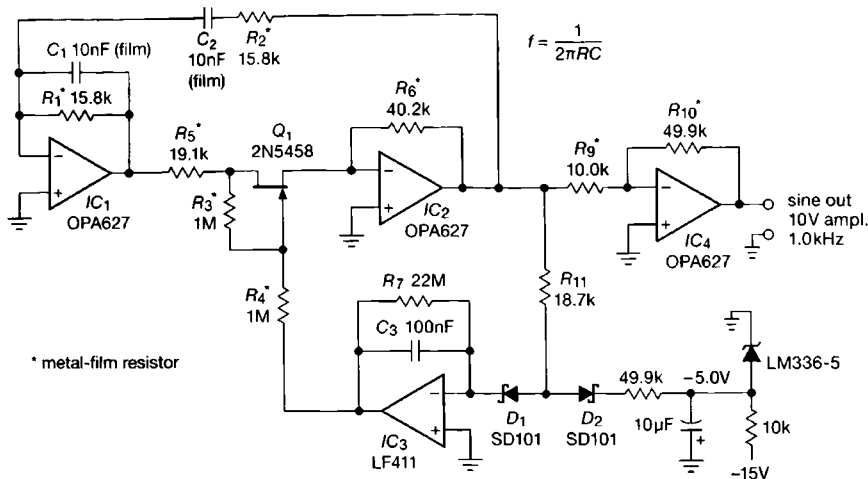 C₂
10nF
(film)
R₂*
15.8k
f = 1 / 2πRC
C₁ 10nF (film)
R₁* 15.8k
−
+
IC₁
OPA627
R₅*
19.1k
Q₁
2N5458
R₃*
1M
R₆*
40.2k
−
+
IC₂
OPA627
R₉*
10.0k
R₁₀*
49.9k
−
+
IC₄
OPA627
sine out
10V ampl.
1.0kHz
R₄*
1M
R₇ 22M
C₃ 100nF
R₁₁
18.7k
* metal-film resistor
−
+
IC₃
LF411
D₁
SD101
D₂
SD101
49.9k
−5.0V
10µF
+
LM336-5
10k
−15V